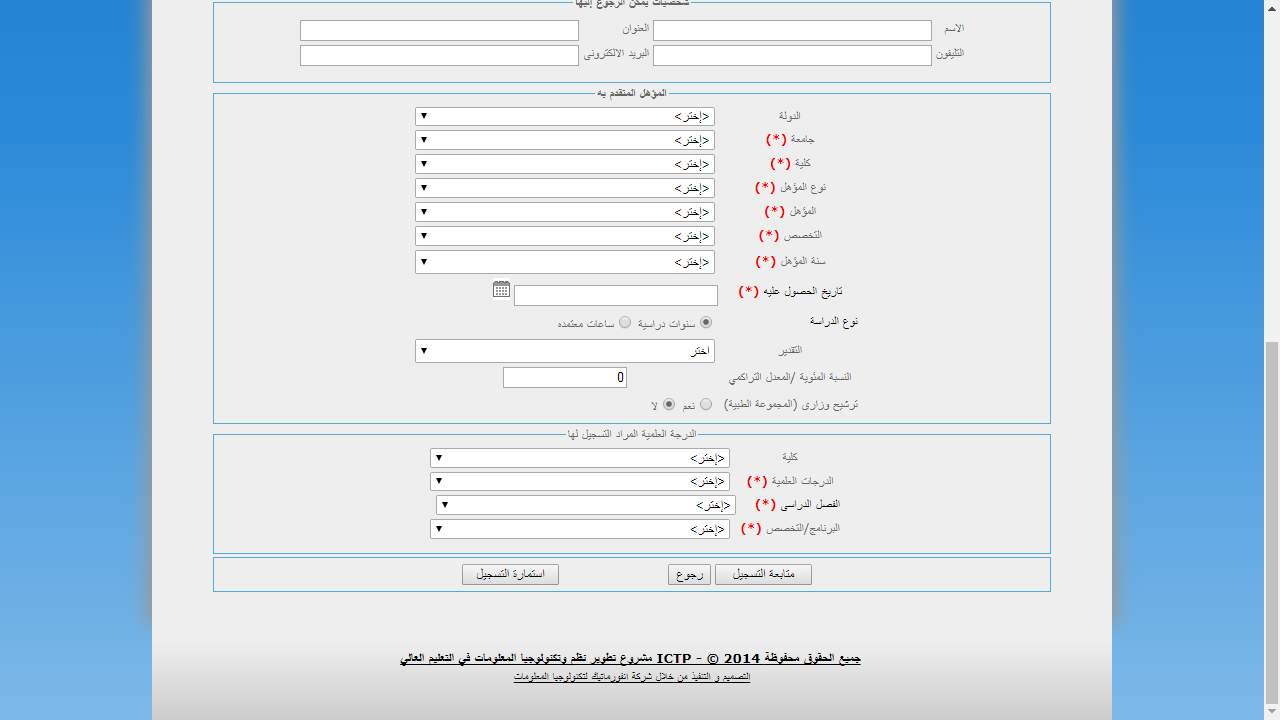 شخصيات يمكن الرجوع إليها
الاسم العنوان
التليفون البريد الالكترونى
المؤهل المتقدم به
الدولة <إختر>
جامعة (*) <إختر>
كلية (*) <إختر>
نوع المؤهل (*) <إختر>
المؤهل (*) <إختر>
التخصص (*) <إختر>
سنة المؤهل (*) <إختر>
تاريخ الحصول عليه (*)
نوع الدراسة سنوات دراسية ساعات معتمده
التقدير اختر
النسبة المئوية /المعدل التراكمي 0
ترشيح وزارى (المجموعة الطبية) نعم لا
الدرجة العلمية المراد التسجيل لها
كلية <إختر>
الدرجات العلمية (*) <إختر>
الفصل الدراسى (*) <إختر>
البرنامج/التخصص (*) <إختر>
متابعة التسجيل رجوع استمارة التسجيل
جميع الحقوق محفوظة 2014 © - ICTP مشروع تطوير نظم وتكنولوجيا المعلومات في التعليم العالي
التصميم و التنفيذ من خلال شركة انفورماتيك لتكنولوجيا المعلومات